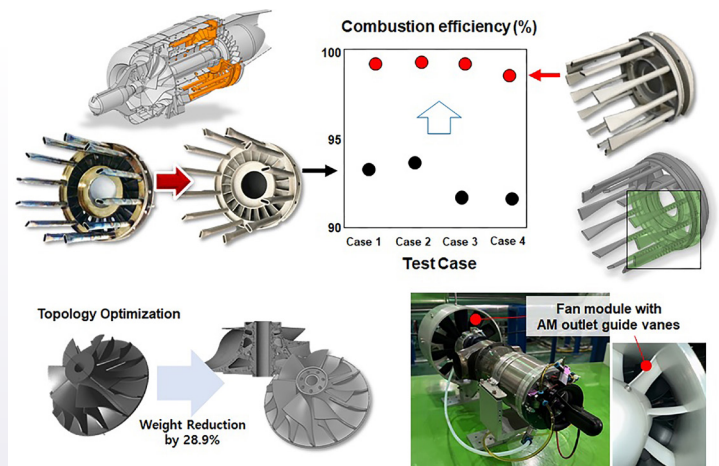 Combustion efficiency (%)
100
95
90
Case 1
Case 2
Case 3
Case 4
Test Case
Topology Optimization
Weight Reduction
by 28.9%
Fan module with
AM outlet guide vanes